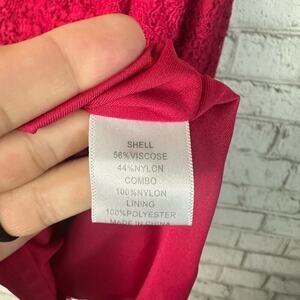 SHELL
56%VISCOSE
44%NYLON
COMBO
100%NYLON
LINING
100%POLYESTER
MADE IN CHINA